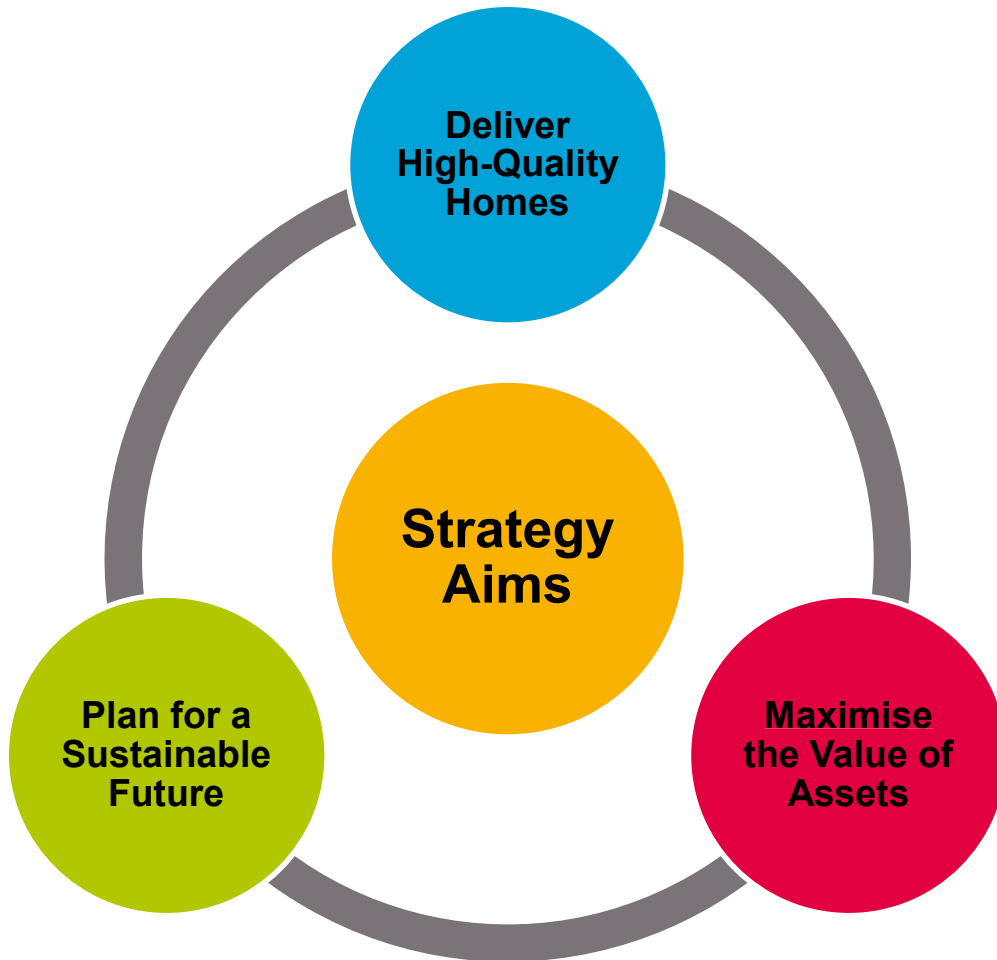 Deliver
High-Quality
Homes
Strategy
Aims
Plan for a
Sustainable
Future
Maximise
the Value of
Assets